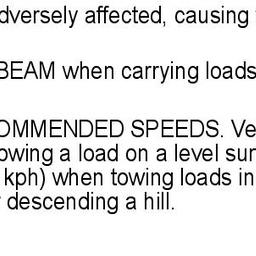 dversely affected, causing
BEAM when carrying loads
OMMENDED SPEEDS. Ve
owing a load on a level sur
kph) when towing loads in
descending a hill.